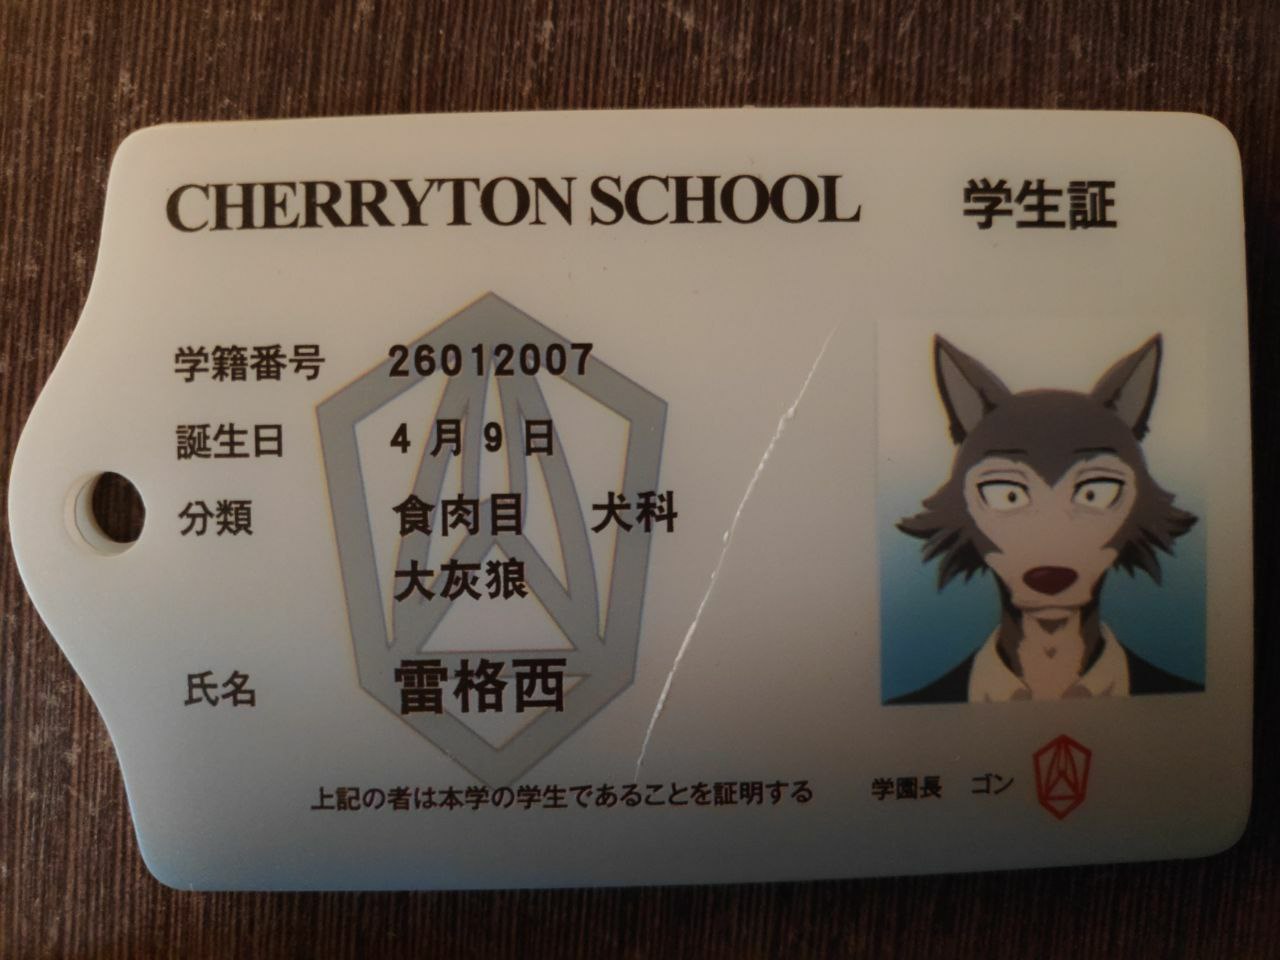 CHERRYTON SCHOOL 学生証
学籍番号 26012007
誕生日 4月9日
分類 食肉目 犬科
大灰狼
氏名 雷格西
上記の者は本学の学生であることを証明する 学園長 ゴン